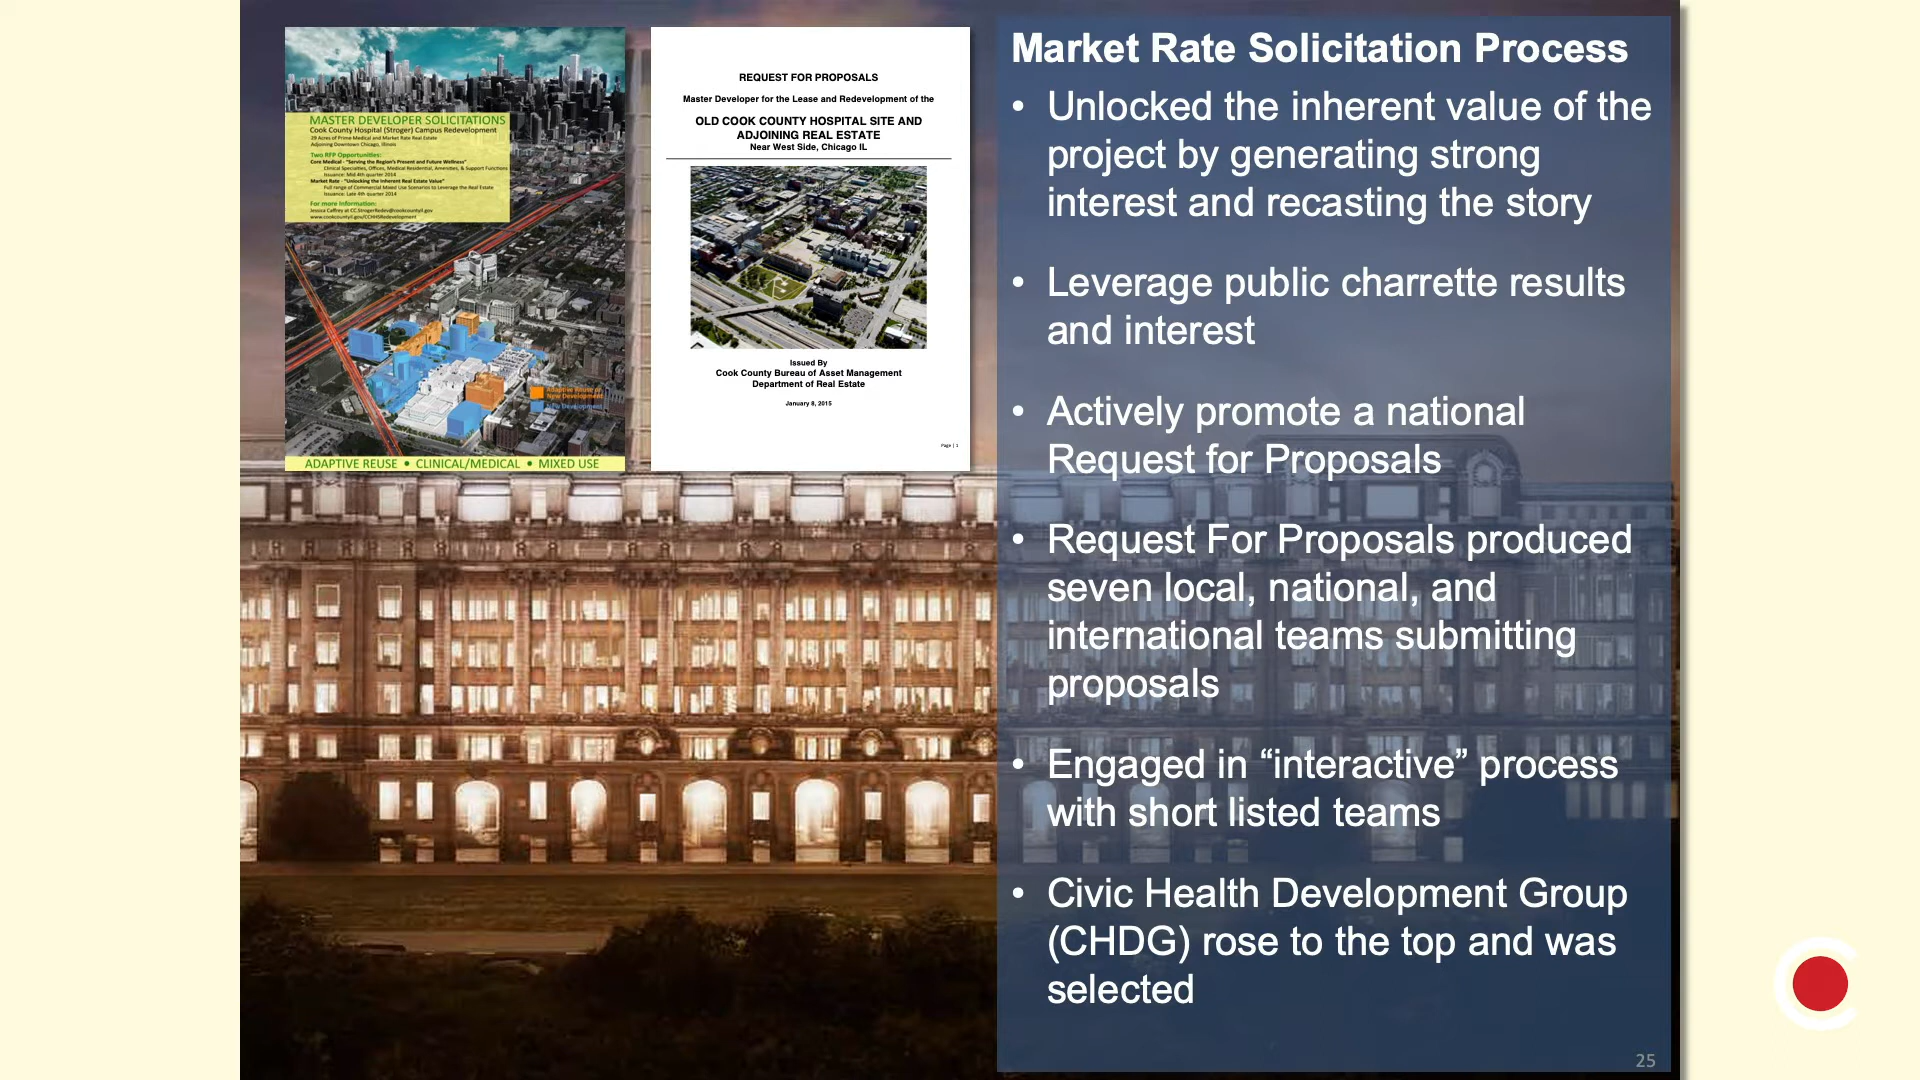 MASTER DEVELOPER SOLICITATIONS
Cook County Hospital (Stroger) Campus Redevelopment
29 Acres of Prime Medical and Market Rate Real Estate
Adjoining Downtown Chicago, Illinois
Two RFP Opportunities:
Core Medical - "Serving the Region's Present and Future Wellness"
Clinical Specialties, Offices, Medical Residential, Amenities, & Support Functions
Issuance: Mid 4th quarter 2014
Market Rate - "Unlocking the Inherent Real Estate Value"
Full range of Commercial Mixed Use Scenarios to Leverage the Real Estate
Issuance: Late 4th quarter 2014
For more Information:
Jessica Caffrey at CC.StrogerRedev@cookcountyil.gov
www.cookcountyil.gov/CCHHSRedevelopment
Adaptive Reuse or
New Development
New Development
ADAPTIVE REUSE • CLINICAL/MEDICAL • MIXED USE
REQUEST FOR PROPOSALS
Master Developer for the Lease and Redevelopment of the
OLD COOK COUNTY HOSPITAL SITE AND
ADJOINING REAL ESTATE
Near West Side, Chicago IL
Issued By
Cook County Bureau of Asset Management
Department of Real Estate
January 8, 2015
Page | 1
Market Rate Solicitation Process
• Unlocked the inherent value of the
project by generating strong
interest and recasting the story
• Leverage public charrette results
and interest
• Actively promote a national
Request for Proposals
• Request For Proposals produced
seven local, national, and
international teams submitting
proposals
• Engaged in “interactive” process
with short listed teams
• Civic Health Development Group
(CHDG) rose to the top and was
selected
25